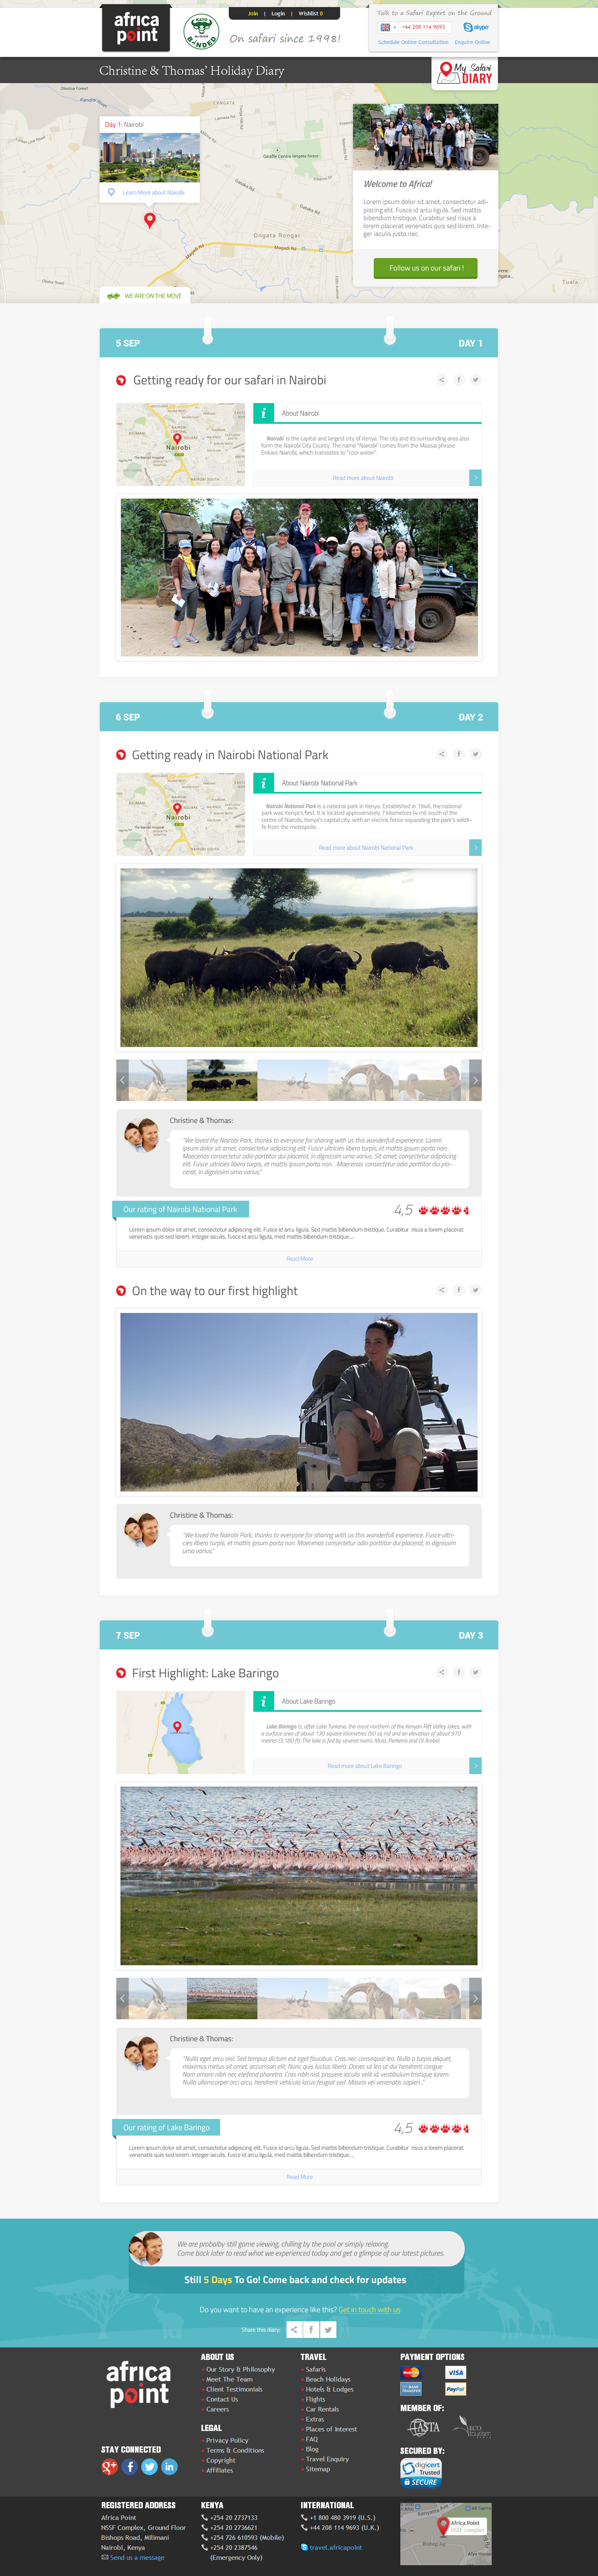 africa point
KATO BONDED
Join | Login | Wishlist 0
On safari since 1998!
Talk to a Safari Expert on the Ground
+44 208 114 9693
skype
Schedule Online Consultation Enquire Online
Christine & Thomas' Holiday Diary
My Safari
DIARY
Day 1: Nairobi
Learn More about Nairobi
LANGATA
Giraffe Centre langata forest
Gataka Rd
Ongata Rongai
Magadi Rd
Tuala
Welcome to Africa!
Lorem ipsum dolor sit amet, consectetur ad-
piscing elit. Fusce id arcu ligula. Sed mattis
bibendum tristique. Curabitur sed risus a
lorem placerat venenatis quis sed lorem. Inte-
ger iaculis justo nec.
Follow us on our safari !
WE ARE ON THE MOVE
5 SEP
DAY 1
Getting ready for our safari in Nairobi
Nairobi
About Nairobi
Nairobi is the capital and largest city of Kenya. The city and its surrounding area also
form the Nairobi City County. The name "Nairobi" comes from the Maasai phrase
Enkare Nairobi, which translates to "cool water".
Read more about Nairobi
6 SEP
DAY 2
Getting ready in Nairobi National Park
Nairobi
About Nairobi National Park
Nairobi National Park is a national park in Kenya. Established in 1946, the national
park was Kenya's first. It is located approximately 7 kilometres (4 mi) south of the
centre of Nairobi, Kenya's capital city, with an electric fence separating the park's wildli-
fe from the metropolis.
Read more about Nairobi National Park
Christine & Thomas:
"We loved the Nairobi Park, thanks to everyone for sharing with us this wanderfull experience. Lorem
ipsum dolor sit amet, consectetur adipiscing elit. Fusce ultricies libero turpis, et mattis ipsum porta non. .
Maecenas consectetur odio porttitor dui placerat, in dignissim urna varius. Sit amet, consectetur adipiscing
elit. Fusce ultricies libero turpis, et mattis ipsum porta non. . Maecenas consectetur odio porttitor dui pla-
cerat, in dignissim urna varius."
Our rating of Nairobi National Park
4,5
Lorem ipsum dolor sit amet, consectetur adipiscing elit. Fusce id arcu ligula. Sed mattis bibendum tristique. Curabitur risus a lorem placerat
venenatis quis sed lorem. Integer iaculis, fusce id arcu ligula, med mattis bibendum tristique....
Read More
On the way to our first highlight
Christine & Thomas:
"We loved the Nairobi Park, thanks to everyone for sharing with us this wanderfull experience. Fusce ultri-
cies libero turpis, et mattis ipsum porta non. Maecenas consectetur odio porttitor dui placerat, in dignissim
urna varius."
7 SEP
DAY 3
First Highlight: Lake Baringo
About Lake Baringo
Lake Baringo is, after Lake Turkana, the most northern of the Kenyan Rift Valley lakes, with
a surface area of about 130 square kilometres (50 sq mi) and an elevation of about 970
metres (3,180 ft). The lake is fed by several rivers, Molo, Perkerra and Ol Arabel.
Read more about Lake Baringo
Christine & Thomas:
"Nulla eget arcu nisl. Sed tempus dictum est eget faucibus. Cras nec consequat leo. Nulla a turpis aliquet,
maximus sit amet, accumsan elit. Nunc quis luctus libero. Donec ut leo ut dui hendrerit congue
Nam ornare nibh nec eleifend pharetra. Cras nibh nisl, posuere iaculis velit id, vestibulum tristique lorem.
Nulla ullamcorper orci arcu, hendrerit vehicula lacus feugiat sed. Mauris vel venenatis sapien..."
Our rating of Lake Baringo
4,5
Lorem ipsum dolor sit amet, consectetur adipiscing elit. Fusce id arcu ligula. Sed mattis bibendum tristique. Curabitur risus a lorem placerat
venenatis quis sed lorem. Integer iaculis, fusce id arcu ligula, med mattis bibendum tristique....
Read More
We are probalby still game viewing, chilling by the pool or simply relaxing.
Come back later to read what we experienced today and get a glimpse of our latest pictures.
Still 5 Days To Go! Come back and check for updates
Do you want to have an experience like this? Get in touch with us
Share this diary:
africa point
STAY CONNECTED
ABOUT US
Our Story & Philosophy
Meet The Team
Client Testimonials
Contact Us
Careers
LEGAL
Privacy Policy
Terms & Conditions
Copyright
Affiliates
TRAVEL
Safaris
Beach Holidays
Hotels & Lodges
Flights
Car Rentals
Extras
Places of Interest
FAQ
Blog
Travel Enquiry
Sitemap
PAYMENT OPTIONS
MasterCard VISA
BANK TRANSFER PayPal
MEMBER OF:
SECURED BY:
digicert Trusted
SECURE
REGISTERED ADDRESS
Africa Point
NSSF Complex, Ground Floor
Bishops Road, Milimani
Nairobi, Kenya
Send us a message
KENYA
+254 20 2737133
+254 20 2736621
+254 726 610593 (Mobile)
+254 20 2387546
(Emergency Only)
INTERNATIONAL
+1 800 480 3919 (U.S.)
+44 208 114 9693 (U.K.)
travel.africapoint
Africa Point
NSSF complex